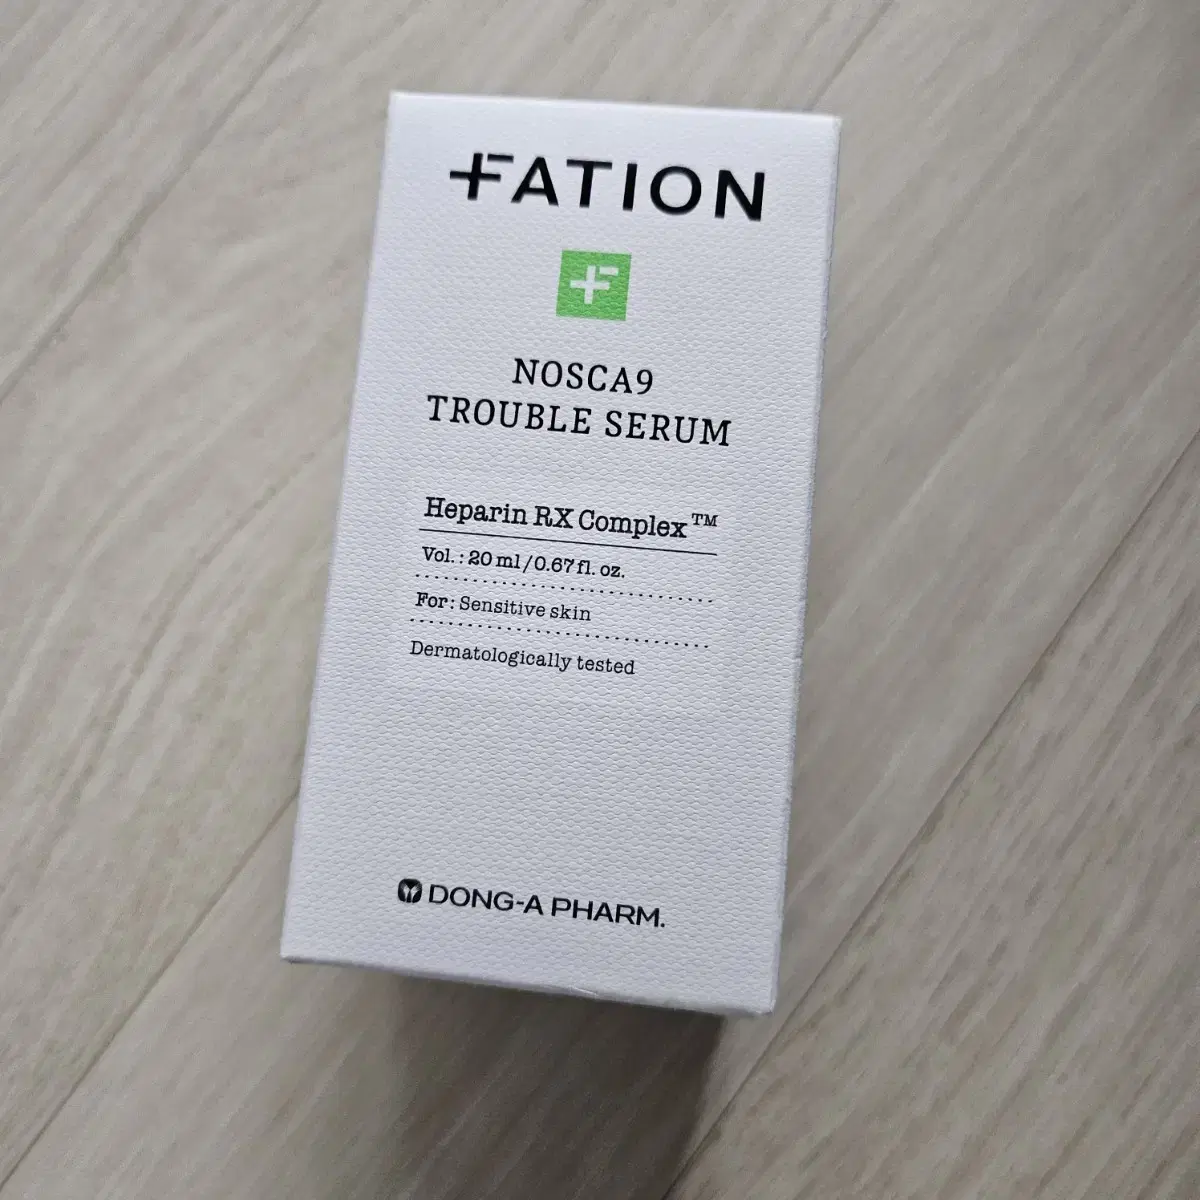 FATION
NOSCA9
TROUBLE SERUM
Heparin RX Complex™
Vol. : 20 ml / 0.67 fl. oz.
For : Sensitive skin
Dermatologically tested
DONG-A PHARM.